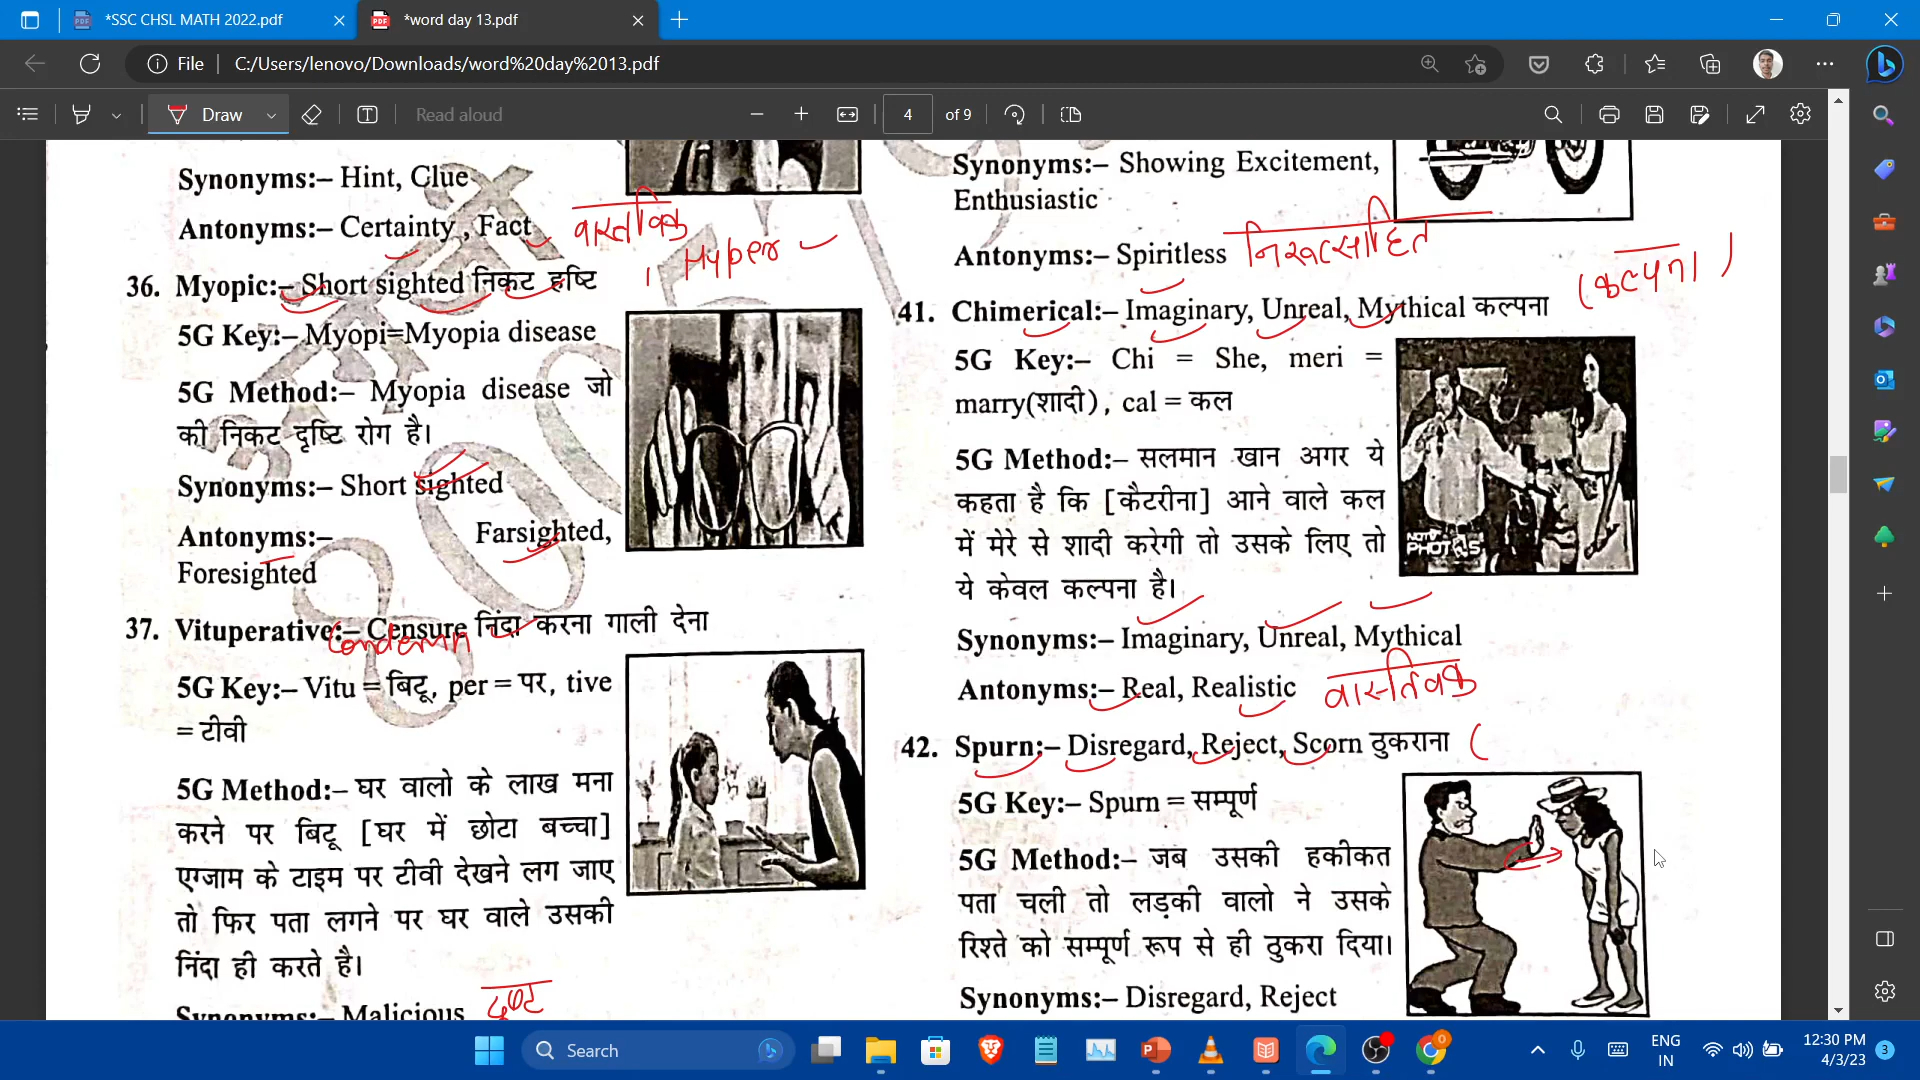 *SSC CHSL MATH 2022.pdf
*word day 13.pdf
File
C:/Users/lenovo/Downloads/word%20day%2013.pdf
Draw
Read aloud
4 of 9
Synonyms:– Hint, Clue
Antonyms:– Certainty , Fact
वास्तविक
Hyper
36. Myopic:– Short sighted निकट दृष्टि
5G Key:– Myopi=Myopia disease
5G Method:– Myopia disease जो
की निकट दृष्टि रोग है।
Synonyms:– Short sighted
Antonyms:– Farsighted,
Foresighted
37. Vituperative:– Censure निंदा करना गाली देना
Condemn
5G Key:– Vitu = बिटू, per = पर, tive
= टीवी
5G Method:– घर वालो के लाख मना
करने पर बिटू [घर में छोटा बच्चा]
एग्जाम के टाइम पर टीवी देखने लग जाए
तो फिर पता लगने पर घर वाले उसकी
निंदा ही करते है।
Synonyms:– Malicious
Synonyms:– Showing Excitement,
Enthusiastic
Antonyms:– Spiritless
(कल्पना)
41. Chimerical:– Imaginary, Unreal, Mythical कल्पना
5G Key:– Chi = She, meri =
marry(शादी), cal = कल
5G Method:– सलमान खान अगर ये
कहता है कि [कैटरीना] आने वाले कल
में मेरे से शादी करेगी तो उसके लिए तो
ये केवल कल्पना है।
Synonyms:– Imaginary, Unreal, Mythical
Antonyms:– Real, Realistic वास्तविक
42. Spurn:– Disregard, Reject, Scorn ठुकराना (
5G Key:– Spurn = सम्पूर्ण
5G Method:– जब उसकी हकीकत
पता चली तो लड़की वालो ने उसके
रिश्ते को सम्पूर्ण रूप से ही ठुकरा दिया।
Synonyms:– Disregard, Reject
Search
ENG
IN
12:30 PM
4/3/23
3